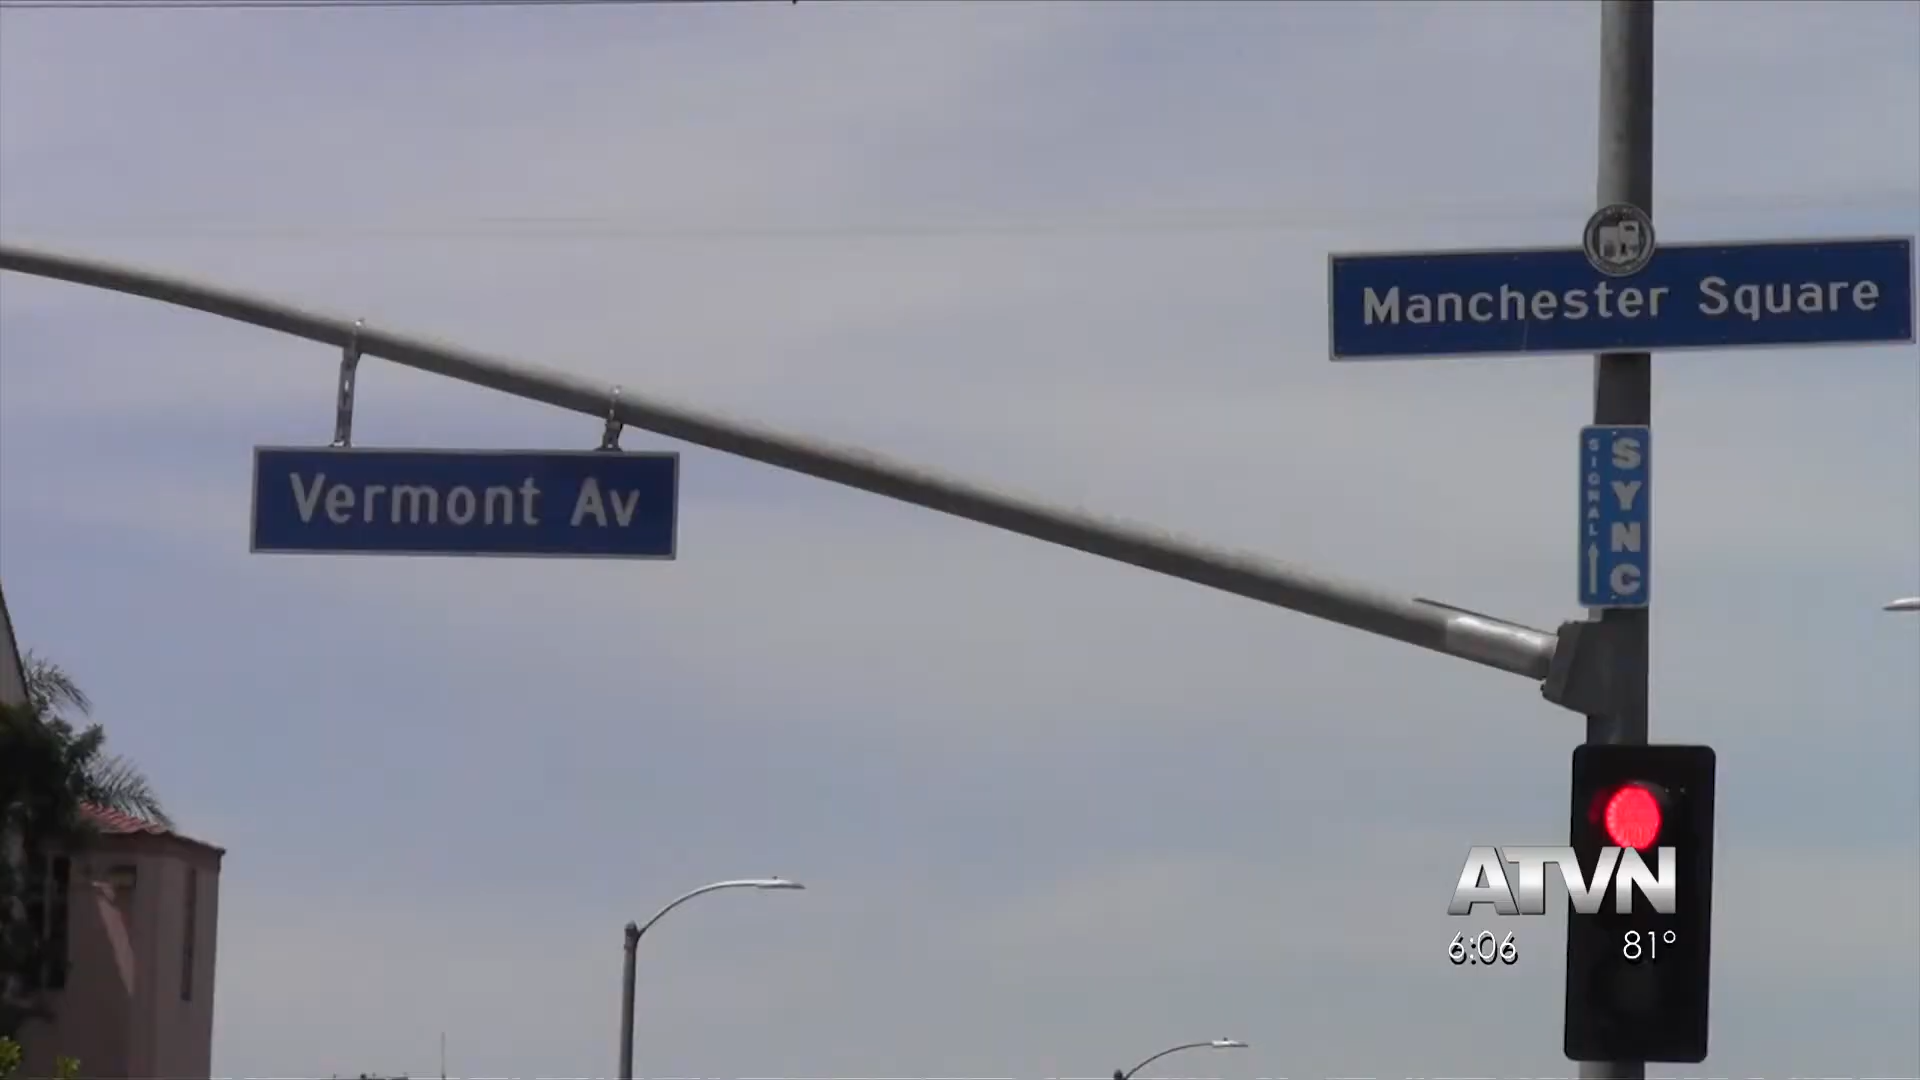 Manchester Square
Vermont Av
SIGNAL
SYNC
ATVN
6:06 81°